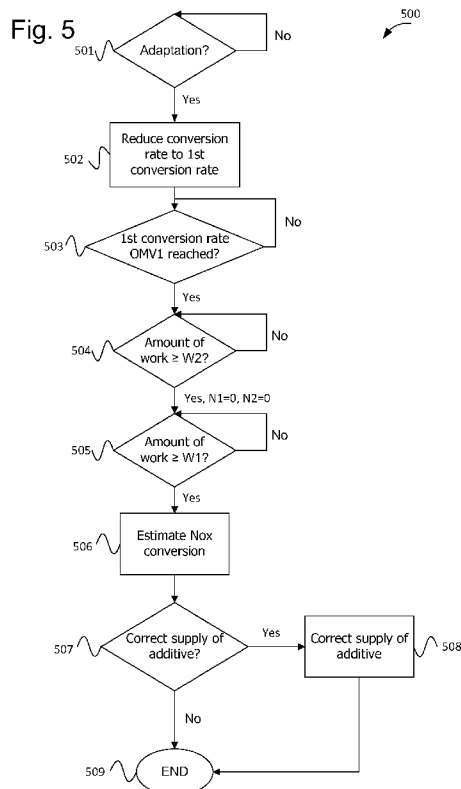 Fig. 5
500
501
Adaptation?
No
Yes
502
Reduce conversion
rate to 1st
conversion rate
No
503
1st conversion rate
OMV1 reached?
Yes
504
Amount of
work ≥ W2?
No
Yes, N1=0, N2=0
505
Amount of
work ≥ W1?
No
Yes
506
Estimate Nox
conversion
507
Correct supply of
additive?
Yes
Correct supply of
additive
508
No
509
END